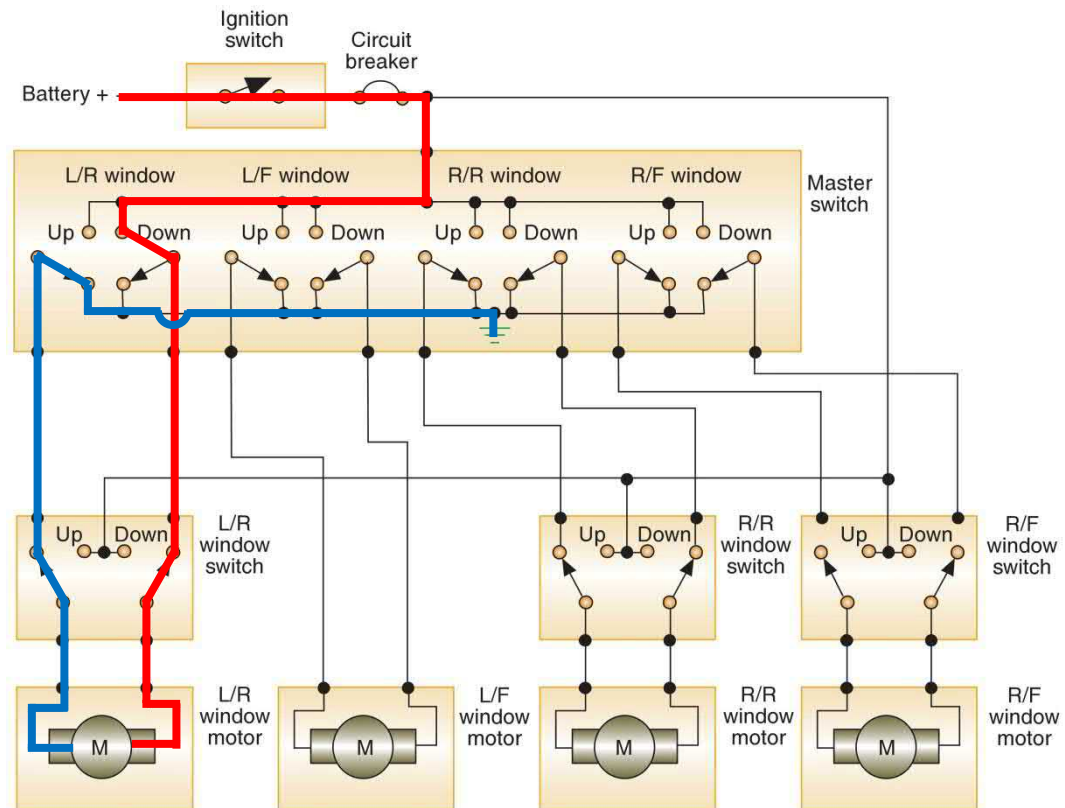 Ignition
switch
Circuit
breaker
Battery +
L/R window
L/F window
R/R window
R/F window
Master
switch
Up
Down
Up
Down
Up
Down
Up
Down
Up
Down
L/R
window
switch
Up
Down
R/R
window
switch
Up
Down
R/F
window
switch
M
L/R
window
motor
M
L/F
window
motor
M
R/R
window
motor
M
R/F
window
motor